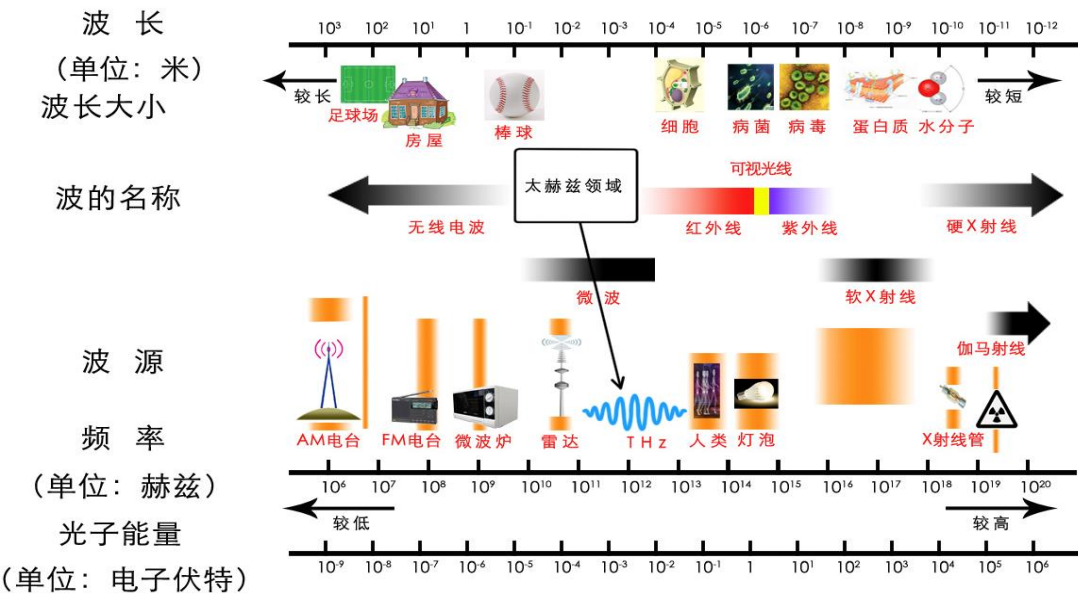 波 长
10³ 10² 10¹ 1 10⁻¹ 10⁻² 10⁻³ 10⁻⁴ 10⁻⁵ 10⁻⁶ 10⁻⁷ 10⁻⁸ 10⁻⁹ 10⁻¹⁰ 10⁻¹¹ 10⁻¹²
（单位：米）
波长大小
较长 足球场 房屋 棒球 细胞 病菌 病毒 蛋白质 水分子 较短
可视光线
波的名称
太赫兹领域
无线电波 红外线 紫外线 硬X射线
微波 软X射线
伽马射线
波 源
AM电台 FM电台 微波炉 雷达 THz 人类 灯泡 X射线管
频 率
（单位：赫兹）
10⁶ 10⁷ 10⁸ 10⁹ 10¹⁰ 10¹¹ 10¹² 10¹³ 10¹⁴ 10¹⁵ 10¹⁶ 10¹⁷ 10¹⁸ 10¹⁹ 10²⁰
较低 较高
光子能量
（单位：电子伏特）
10⁻⁹ 10⁻⁸ 10⁻⁷ 10⁻⁶ 10⁻⁵ 10⁻⁴ 10⁻³ 10⁻² 10⁻¹ 1 10¹ 10² 10³ 10⁴ 10⁵ 10⁶